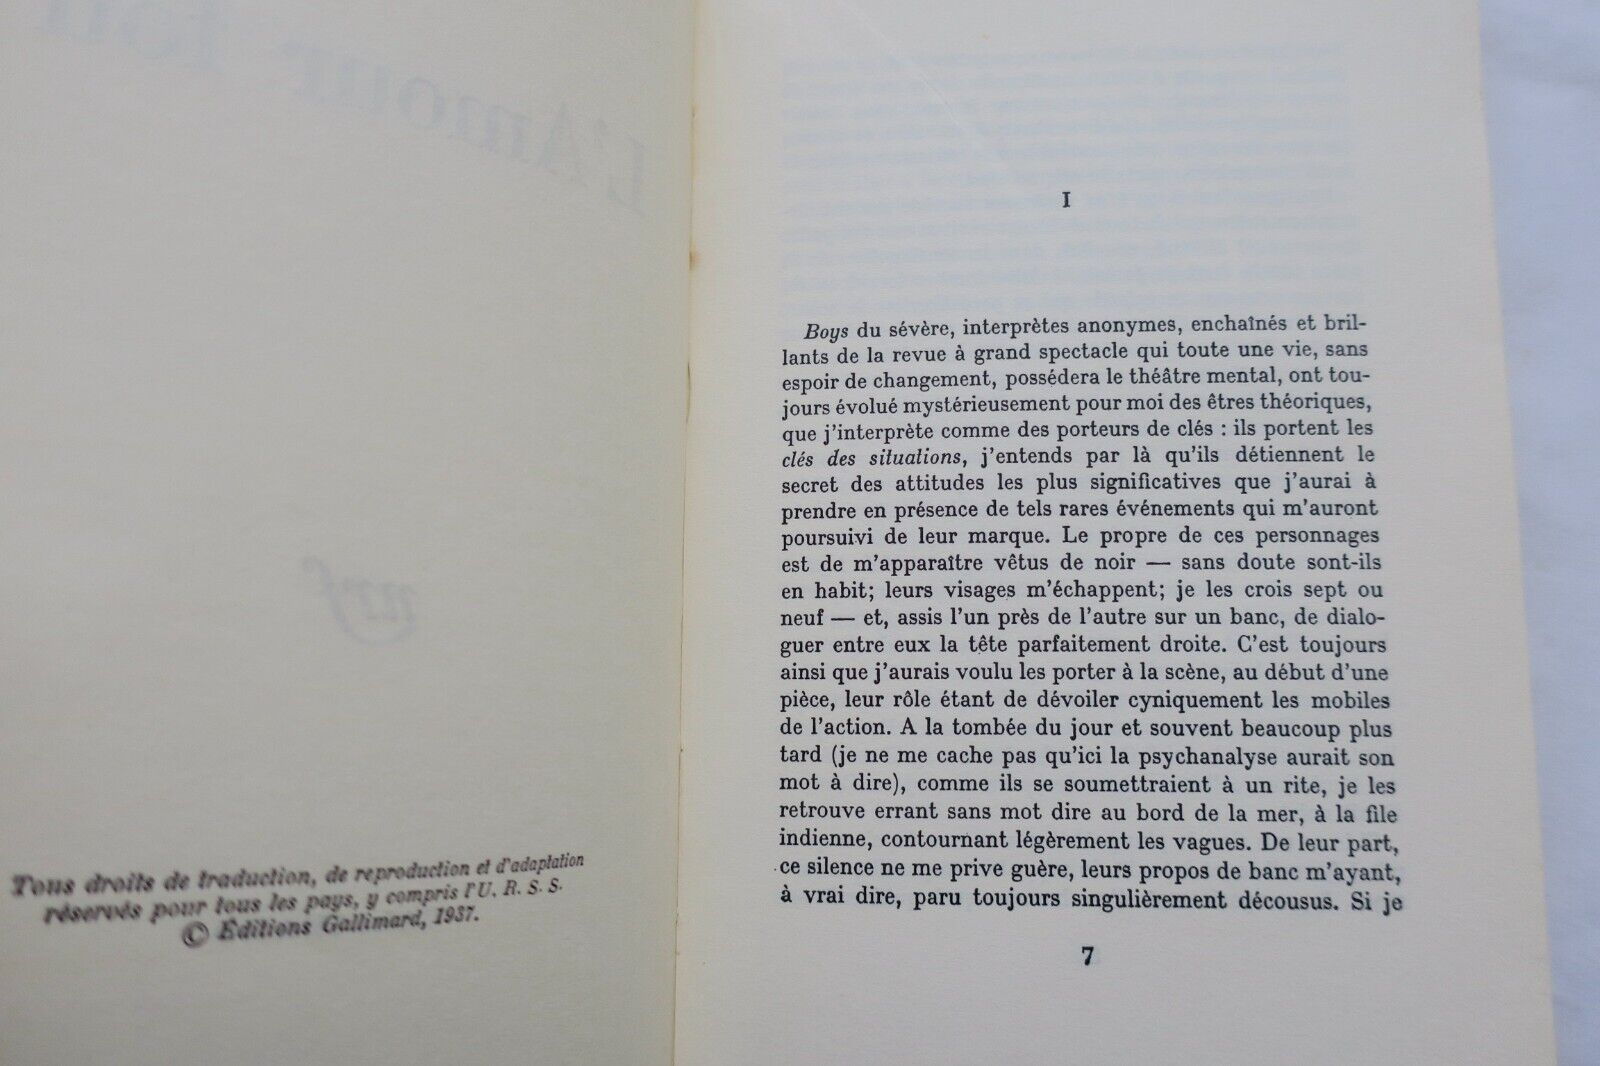 L'Amour fou
nrf
Tous droits de traduction, de reproduction et d'adaptation
réservés pour tous les pays, y compris l'U. R. S. S.
© Éditions Gallimard, 1937.
I
Boys du sévère, interprètes anonymes, enchaînés et bril-
lants de la revue à grand spectacle qui toute une vie, sans
espoir de changement, possédera le théâtre mental, ont tou-
jours évolué mystérieusement pour moi des êtres théoriques,
que j'interprète comme des porteurs de clés : ils portent les
clés des situations, j'entends par là qu'ils détiennent le
secret des attitudes les plus significatives que j'aurai à
prendre en présence de tels rares événements qui m'auront
poursuivi de leur marque. Le propre de ces personnages
est de m'apparaître vêtus de noir — sans doute sont-ils
en habit; leurs visages m'échappent; je les crois sept ou
neuf — et, assis l'un près de l'autre sur un banc, de dialo-
guer entre eux la tête parfaitement droite. C'est toujours
ainsi que j'aurais voulu les porter à la scène, au début d'une
pièce, leur rôle étant de dévoiler cyniquement les mobiles
de l'action. A la tombée du jour et souvent beaucoup plus
tard (je ne me cache pas qu'ici la psychanalyse aurait son
mot à dire), comme ils se soumettraient à un rite, je les
retrouve errant sans mot dire au bord de la mer, à la file
indienne, contournant légèrement les vagues. De leur part,
ce silence ne me prive guère, leurs propos de banc m'ayant,
à vrai dire, paru toujours singulièrement décousus. Si je
7